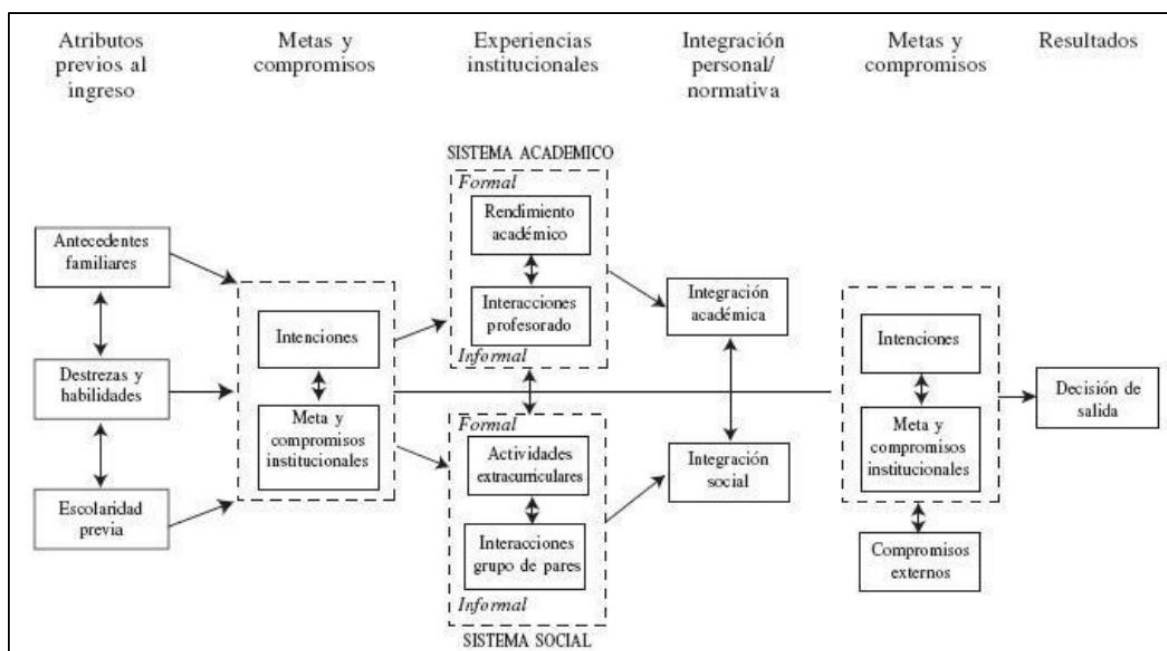 Atributos
previos al
ingreso
Metas y
compromisos
Experiencias
institucionales
Integración
personal/
normativa
Metas y
compromisos
Resultados
Antecedentes
familiares
Destrezas y
habilidades
Escolaridad
previa
Intenciones
Meta y
compromisos
institucionales
SISTEMA ACADEMICO
Formal
Rendimiento
académico
Interacciones
profesorado
Informal
Formal
Actividades
extracurriculares
Interacciones
grupo de pares
Informal
SISTEMA SOCIAL
Integración
académica
Integración
social
Intenciones
Meta y
compromisos
institucionales
Compromisos
externos
Decisión de
salida